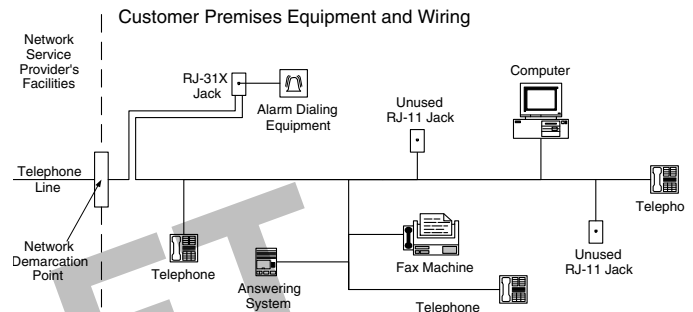 Customer Premises Equipment and Wiring
Network
Service
Provider's
Facilities
RJ-31X
Jack
Alarm Dialing
Equipment
Unused
RJ-11 Jack
Computer
Telephone
Line
Network
Demarcation
Point
Telephone
Answering
System
Fax Machine
Telephone
Unused
RJ-11 Jack
Telepho